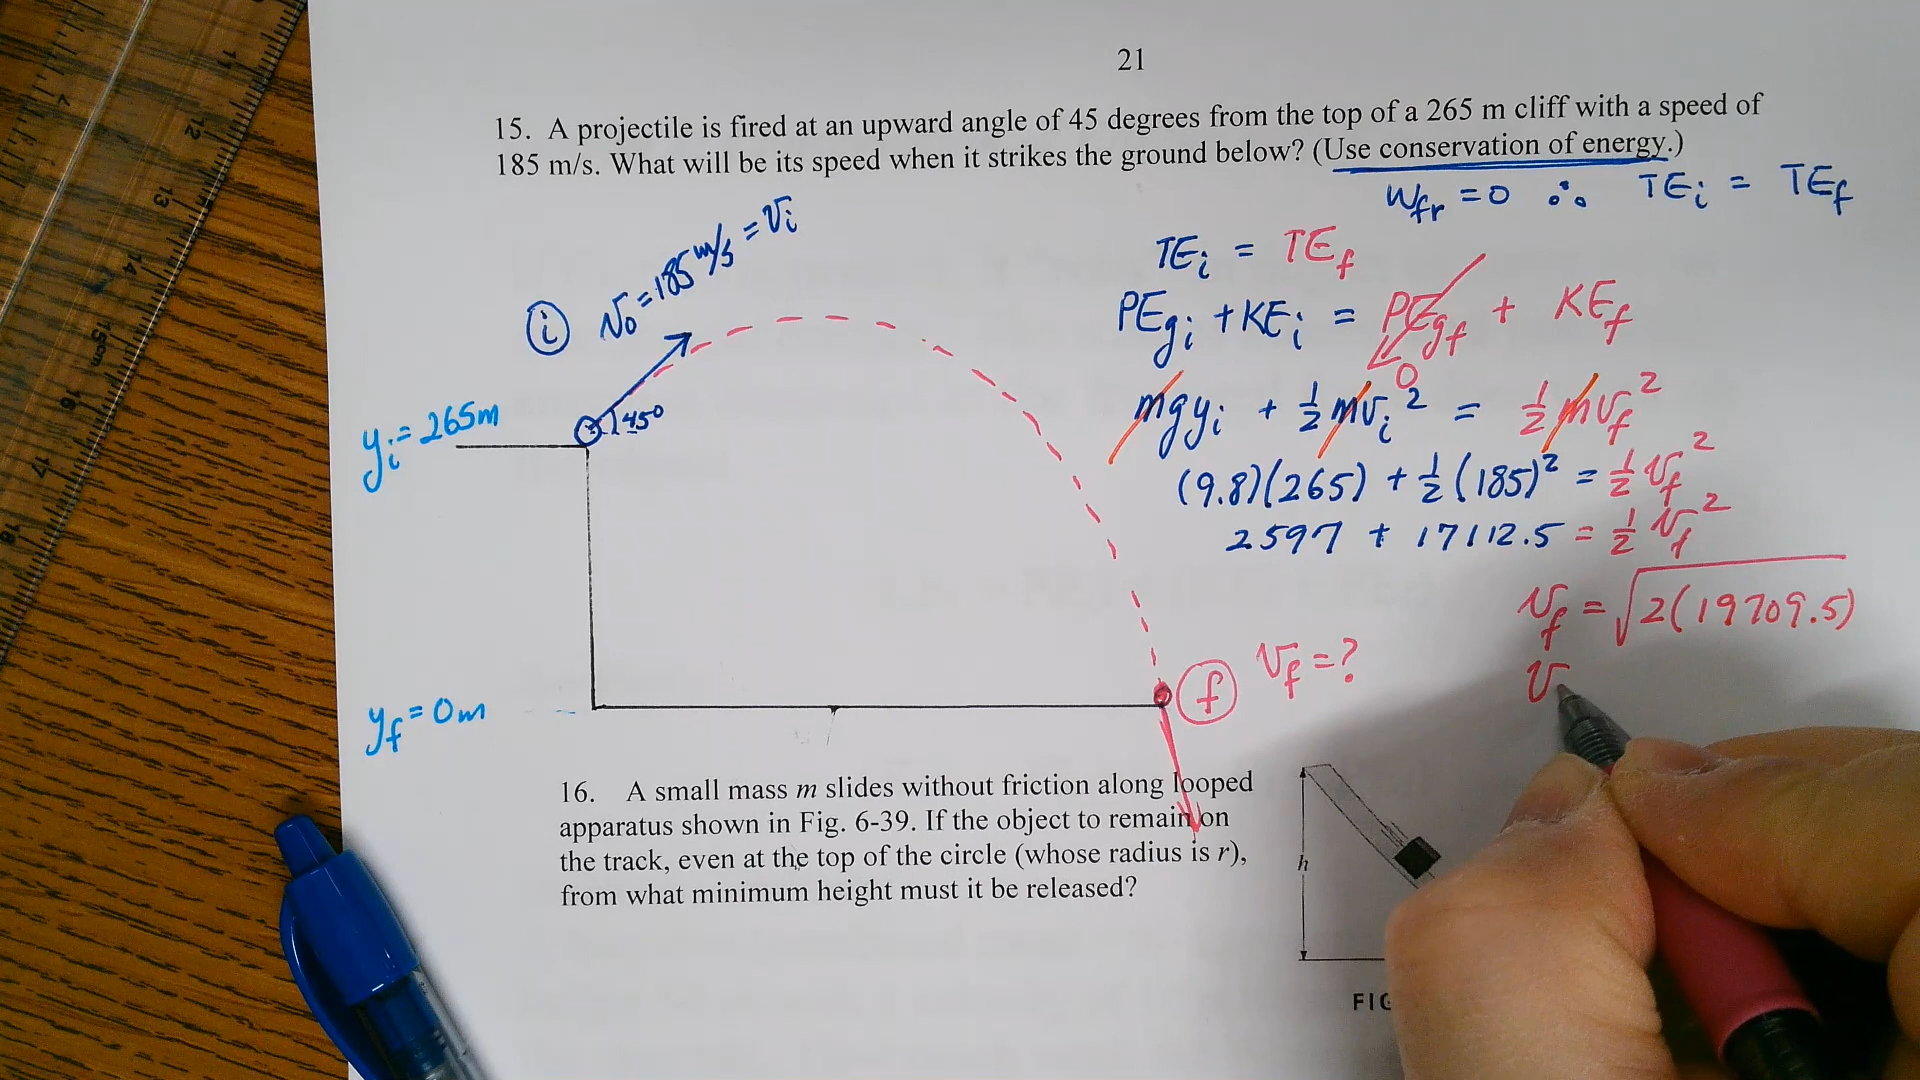 21
15. A projectile is fired at an upward angle of 45 degrees from the top of a 265 m cliff with a speed of
185 m/s. What will be its speed when it strikes the ground below? (Use conservation of energy.)
Wfr = 0 ∴ TEi = TEf
TEi = TEf
PEgi + KEi = PEgf + KEf
0
mgyi + ½mvi² = ½mvf²
(9.8)(265) + ½(185)² = ½vf²
2597 + 17112.5 = ½vf²
vf = √2(19709.5)
v
i
v₀ = 185 m/s = vi
45°
yi = 265m
yf = 0m
f
vf = ?
16. A small mass m slides without friction along looped
apparatus shown in Fig. 6-39. If the object to remain on
the track, even at the top of the circle (whose radius is r),
from what minimum height must it be released?
h
FIG